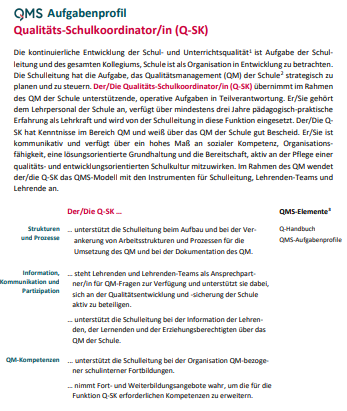 QMS Aufgabenprofil
Qualitäts-Schulkoordinator/in (Q-SK)
Die kontinuierliche Entwicklung der Schul- und Unterrichtsqualität¹ ist Aufgabe der Schul-
leitung und des gesamten Kollegiums, Schule ist als Organisation in Entwicklung zu betrachten.
Die Schulleitung hat die Aufgabe, das Qualitätsmanagement (QM) der Schule² strategisch zu
planen und zu steuern. Der/Die Qualitäts-Schulkoordinator/in (Q-SK) übernimmt im Rahmen
des QM der Schule unterstützende, operative Aufgaben in Teilverantwortung. Er/Sie gehört
dem Lehrpersonal der Schule an, verfügt über mindestens drei Jahre pädagogisch-praktische
Erfahrung als Lehrkraft und wird von der Schulleitung in diese Funktion eingesetzt. Der/Die Q-
SK hat Kenntnisse im Bereich QM und weiß über das QM der Schule gut Bescheid. Er/Sie ist
kommunikativ und verfügt über ein hohes Maß an sozialer Kompetenz, Organisations-
fähigkeit, eine lösungsorientierte Grundhaltung und die Bereitschaft, aktiv an der Pflege einer
qualitäts- und entwicklungsorientierten Schulkultur mitzuwirken. Im Rahmen des QM wendet
der/die Q-SK das QMS-Modell mit den Instrumenten für Schulleitung, Lehrenden-Teams und
Lehrende an.
Der/Die Q-SK ...
QMS-Elemente³
Strukturen
und Prozesse
... unterstützt die Schulleitung beim Aufbau und bei der Ver-
ankerung von Arbeitsstrukturen und Prozessen für die
Umsetzung des QM und bei der Dokumentation des QM.
Q-Handbuch
QMS-Aufgabenprofile
Information,
Kommunikation und
Partizipation
... steht Lehrenden und Lehrenden-Teams als Ansprechpart-
ner/in für QM-Fragen zur Verfügung und unterstützt sie dabei,
sich an der Qualitätsentwicklung und -sicherung der Schule
aktiv zu beteiligen.
... unterstützt die Schulleitung bei der Information der Lehren-
den, der Lernenden und der Erziehungsberechtigten über das
QM der Schule.
QM-Kompetenzen
... unterstützt die Schulleitung bei der Organisation QM-bezoge-
ner schulinterner Fortbildungen.
... nimmt Fort- und Weiterbildungsangebote wahr, um die für die
Funktion Q-SK erforderlichen Kompetenzen zu erweitern.